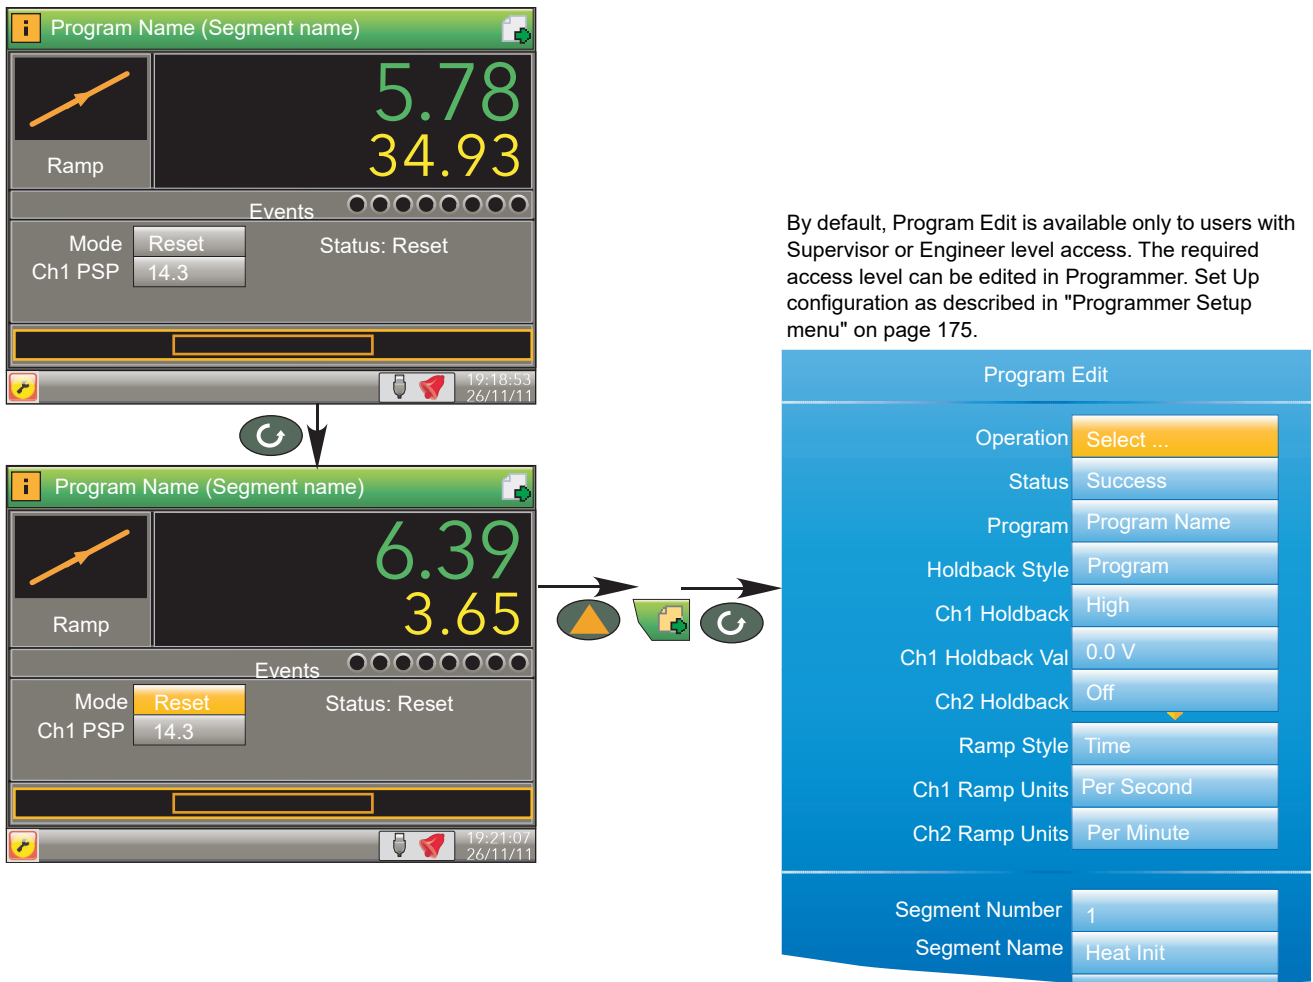 Program Name (Segment name)
5.78
34.93
Ramp
Events
Mode Reset Status: Reset
Ch1 PSP 14.3
19:18:53
26/11/11
Program Name (Segment name)
6.39
3.65
Ramp
Events
Mode Reset Status: Reset
Ch1 PSP 14.3
19:21:07
26/11/11
By default, Program Edit is available only to users with
Supervisor or Engineer level access. The required
access level can be edited in Programmer. Set Up
configuration as described in "Programmer Setup
menu" on page 175.
Program Edit
Operation Select ...
Status Success
Program Program Name
Holdback Style Program
Ch1 Holdback High
Ch1 Holdback Val 0.0 V
Ch2 Holdback Off
Ramp Style Time
Ch1 Ramp Units Per Second
Ch2 Ramp Units Per Minute
Segment Number 1
Segment Name Heat Init